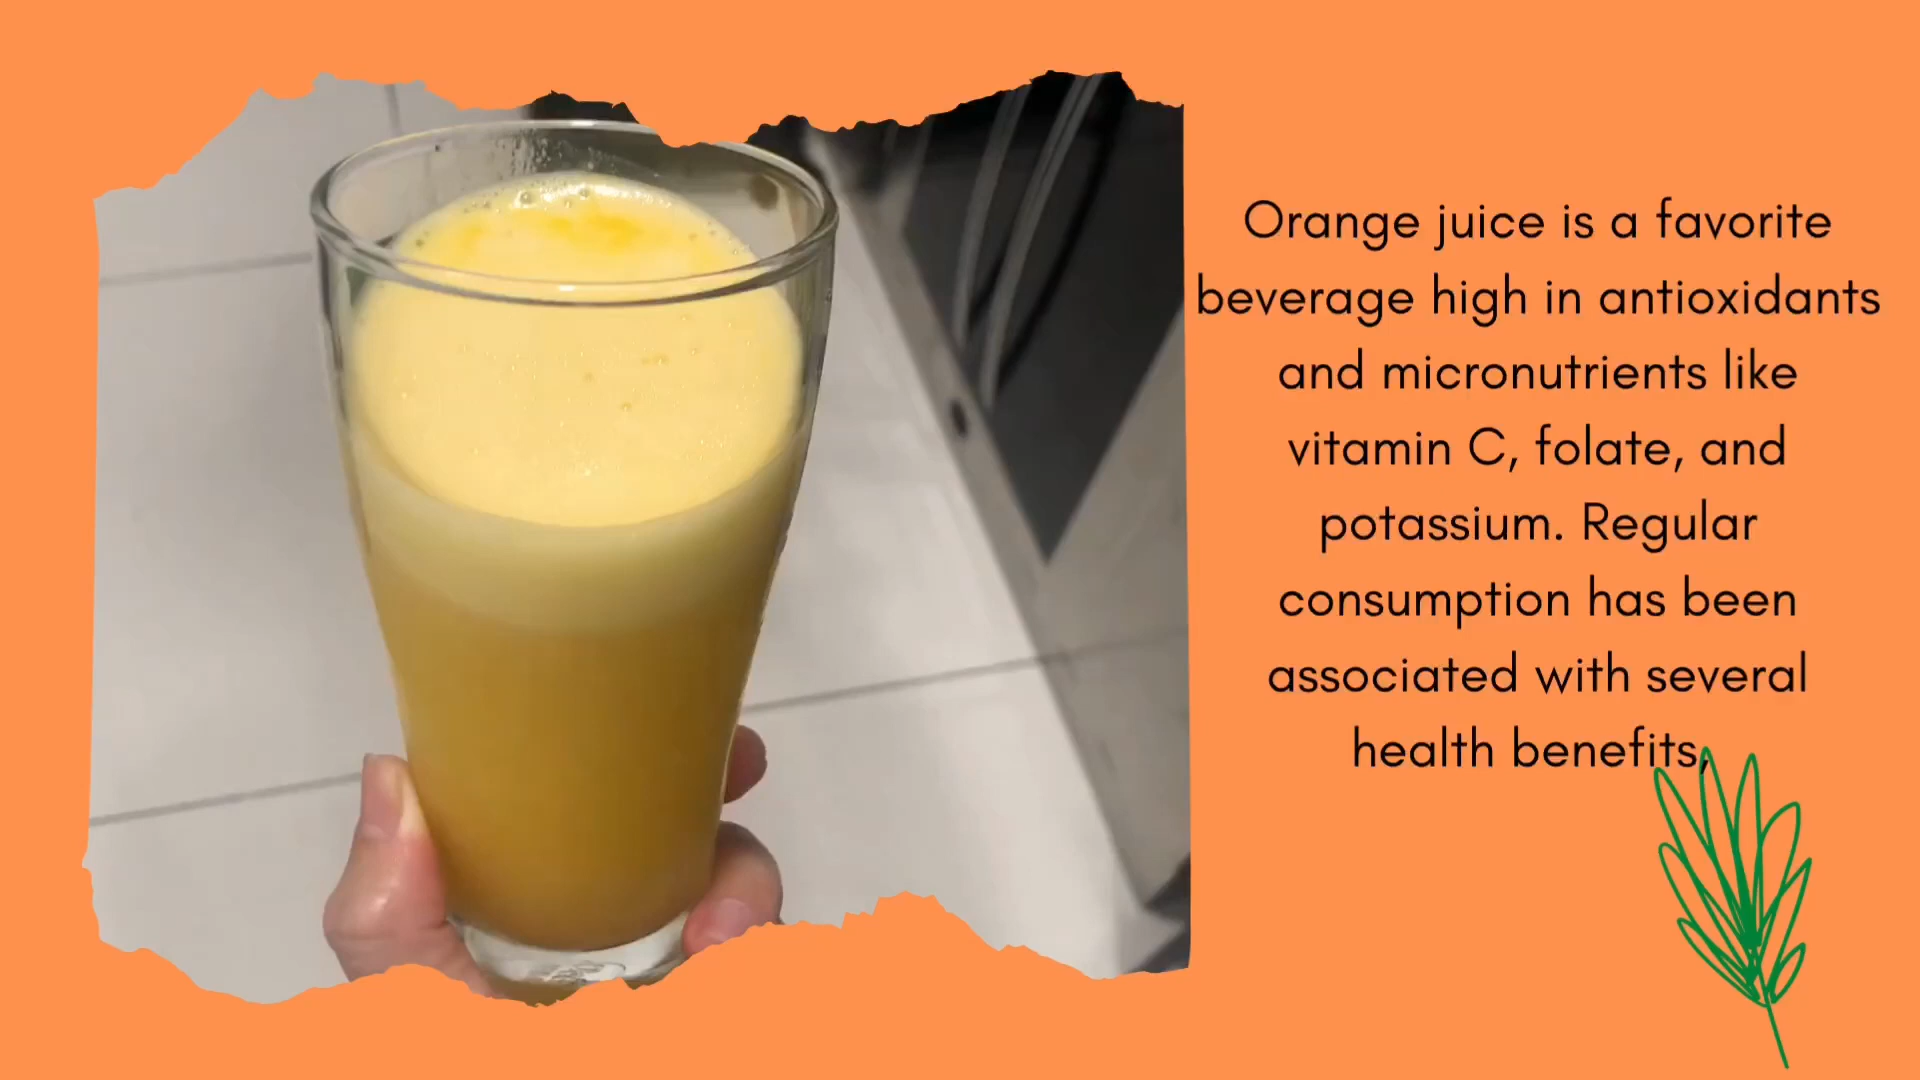 Orange juice is a favorite
beverage high in antioxidants
and micronutrients like
vitamin C, folate, and
potassium. Regular
consumption has been
associated with several
health benefits,